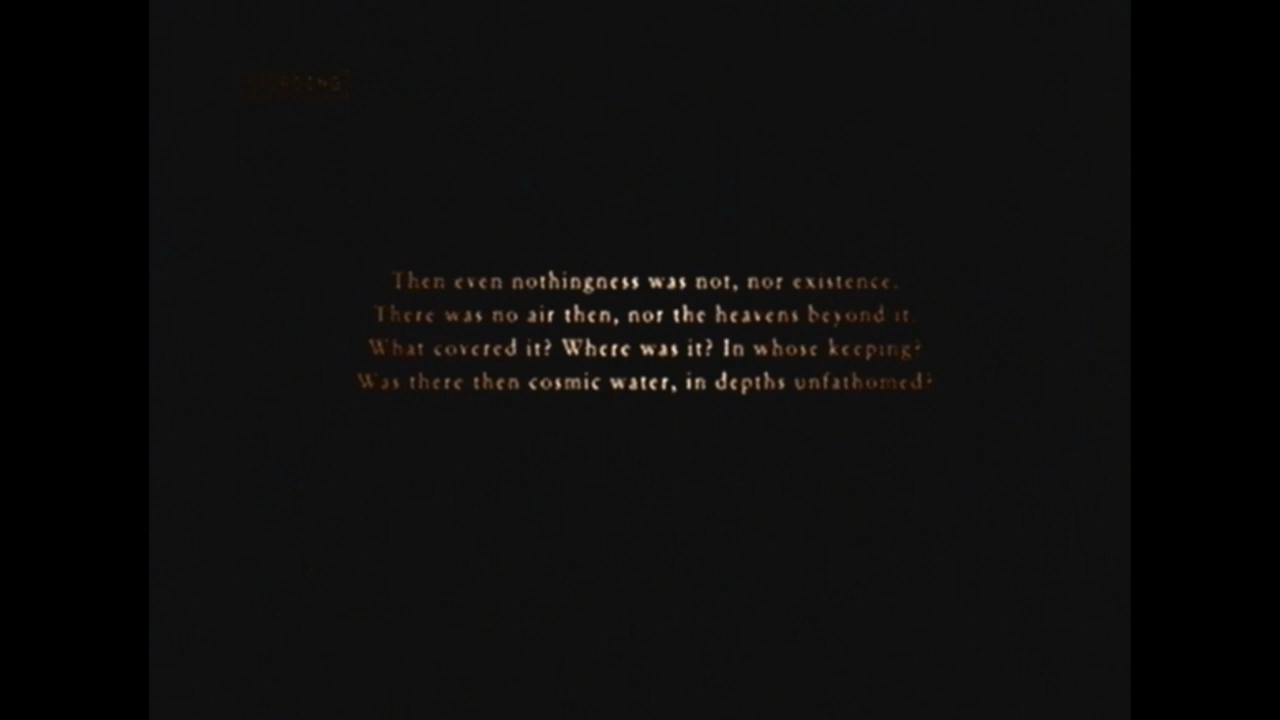 Then even nothingness was not, nor existence.
There was no air then, nor the heavens beyond it.
What covered it? Where was it? In whose keeping?
Was there then cosmic water, in depths unfathomed?